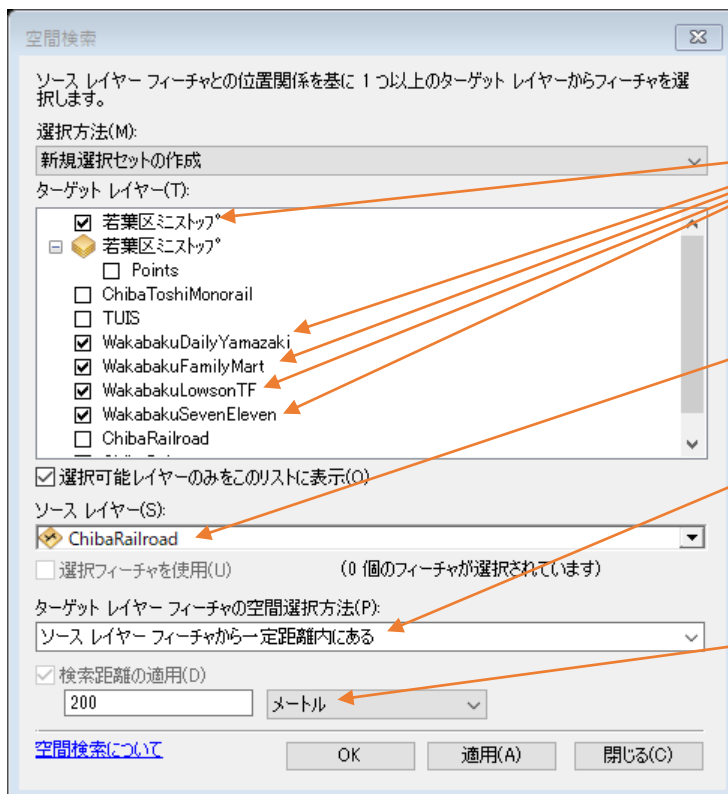 空間検索
ソース レイヤー フィーチャとの位置関係を基に 1 つ以上のターゲット レイヤーからフィーチャを選
択します。
選択方法(M):
新規選択セットの作成
ターゲット レイヤー(T):
若葉区ミニストップ
若葉区ミニストップ
Points
ChibaToshiMonorail
TUIS
WakabakuDailyYamazaki
WakabakuFamilyMart
WakabakuLowsonTF
WakabakuSevenEleven
ChibaRailroad
選択可能レイヤーのみをこのリストに表示(O)
ソース レイヤー(S):
ChibaRailroad
選択フィーチャを使用(U) (0 個のフィーチャが選択されています)
ターゲット レイヤー フィーチャの空間選択方法(P):
ソース レイヤー フィーチャから一定距離内にある
検索距離の適用(D)
200 メートル
空間検索について OK 適用(A) 閉じる(C)